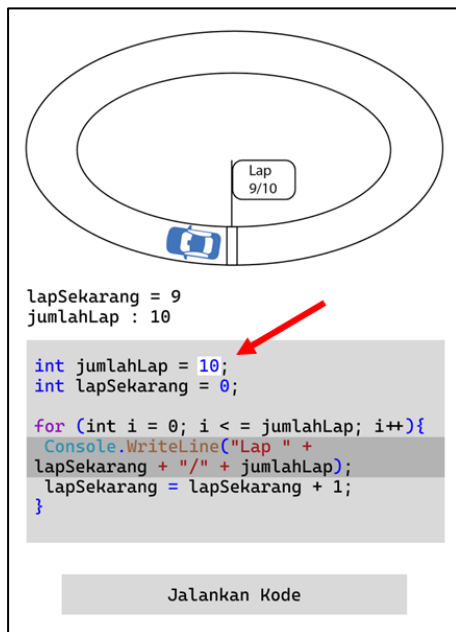 Lap
9/10
lapSekarang = 9
jumlahLap : 10
int jumlahLap = 10;
int lapSekarang = 0;
for (int i = 0; i < = jumlahLap; i++){
Console.WriteLine("Lap " +
lapSekarang + "/" + jumlahLap);
lapSekarang = lapSekarang + 1;
}
Jalankan Kode